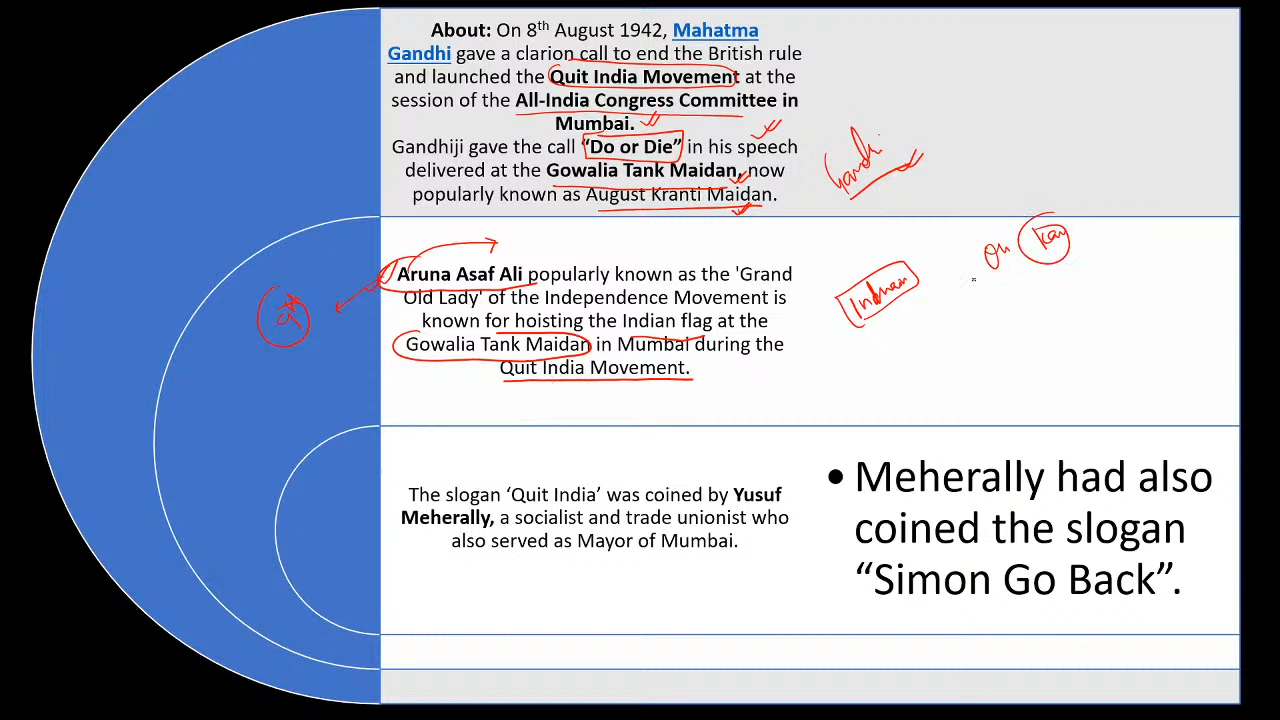 About: On 8th August 1942, Mahatma
Gandhi gave a clarion call to end the British rule
and launched the Quit India Movement at the
session of the All-India Congress Committee in
Mumbai.
Gandhiji gave the call “Do or Die” in his speech
delivered at the Gowalia Tank Maidan, now
popularly known as August Kranti Maidan.
Gandhi
Aruna Asaf Ali popularly known as the 'Grand
Old Lady' of the Independence Movement is
known for hoisting the Indian flag at the
Gowalia Tank Maidan in Mumbai during the
Quit India Movement.
The slogan ‘Quit India’ was coined by Yusuf
Meherally, a socialist and trade unionist who
also served as Mayor of Mumbai.
• Meherally had also
coined the slogan
“Simon Go Back”.